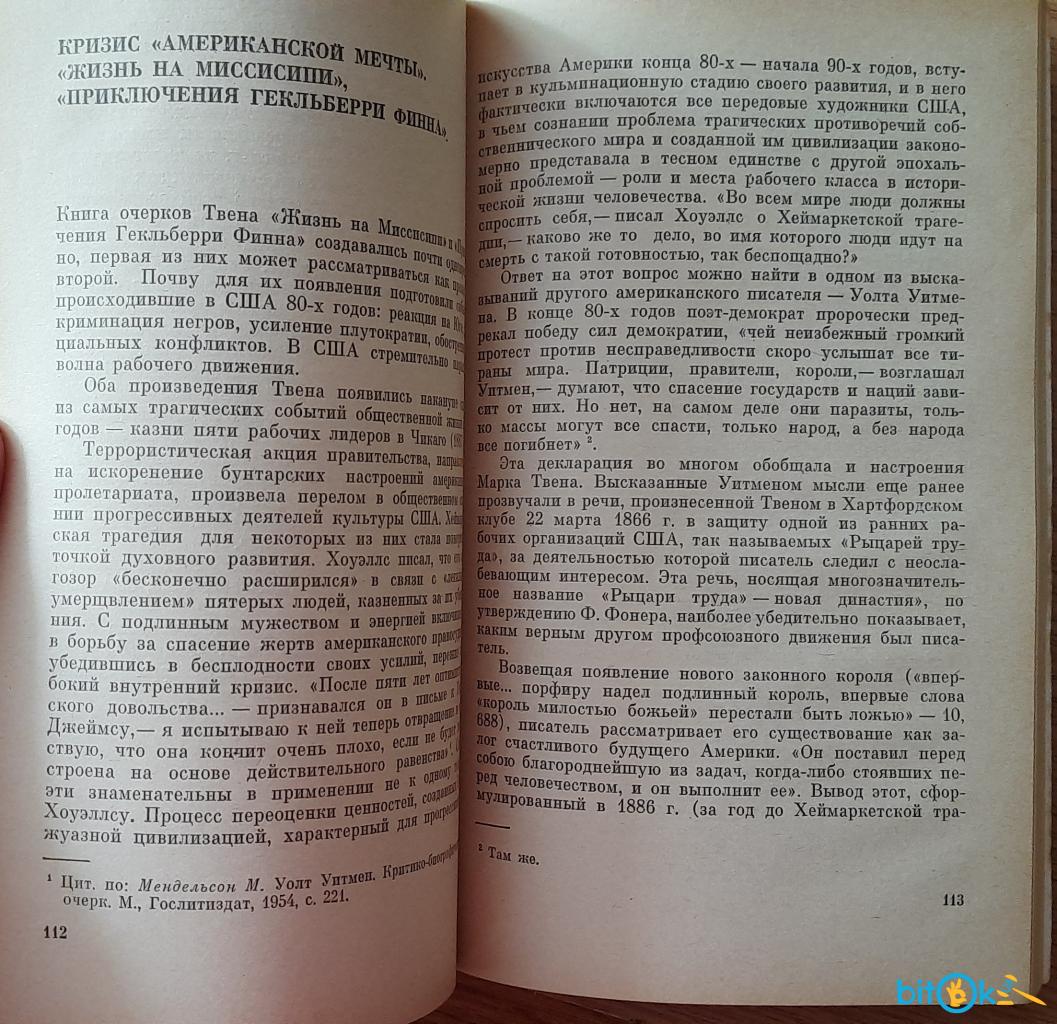 КРИЗИС «АМЕРИКАНСКОЙ МЕЧТЫ».
«ЖИЗНЬ НА МИССИСИПИ»,
«ПРИКЛЮЧЕНИЯ ГЕКЛЬБЕРРИ ФИННА»
Книга очерков Твена «Жизнь на Миссисипи» и
чения Гекльберри Финна» создавались почти
но, первая из них может рассматриваться как
второй. Почву для их появления подготовили
происходившие в США 80-х годов: реакция на
криминация негров, усиление плутократии,
циальных конфликтов. В США стремительно
волна рабочего движения.
Оба произведения Твена появились накануне
из самых трагических событий общественной
годов — казни пяти рабочих лидеров в Чикаго
Террористическая акция правительства,
на искоренение бунтарских настроений
пролетариата, произвела перелом в общественном
нии прогрессивных деятелей культуры США.
ская трагедия для некоторых из них стала
точкой духовного развития. Хоуэллс писал, что
гозор «бесконечно расширился» в связи с
умерщвлением» пятерых людей, казненных за их
ния. С подлинным мужеством и энергией
в борьбу за спасение жертв американского
убедившись в бесплодности своих усилий,
бокий внутренний кризис. «После пяти лет
ского довольства... — признавался он в письме к
Джеймсу,— я испытываю к ней теперь отвращение
ствую, что она кончит очень плохо, если не будет
строена на основе действительного равенства»¹.
эти знаменательны в применении не к одному
Хоуэллсу. Процесс переоценки ценностей,
жуазной цивилизацией, характерный для
¹ Цит. по: Мендельсон М. Уолт Уитмен.
очерк. М., Гослитиздат, 1954, с. 221.
112
искусства Америки конца 80-х — начала 90-х годов, всту-
пает в кульминационную стадию своего развития, и в него
фактически включаются все передовые художники США,
в чьем сознании проблема трагических противоречий соб-
ственнического мира и созданной им цивилизации законо-
мерно представала в тесном единстве с другой эпохаль-
ной проблемой — роли и места рабочего класса в истори-
ческой жизни человечества. «Во всем мире люди должны
спросить себя,— писал Хоуэллс о Хеймаркетской траге-
дии,— каково же то дело, во имя которого люди идут на
смерть с такой готовностью, так беспощадно?»
Ответ на этот вопрос можно найти в одном из выска-
зываний другого американского писателя — Уолта Уитме-
на. В конце 80-х годов поэт-демократ пророчески пред-
рекал победу сил демократии, «чей неизбежный громкий
протест против несправедливости скоро услышат все ти-
раны мира. Патриции, правители, короли,— возглашал
Уитмен,— думают, что спасение государств и наций зави-
сит от них. Но нет, на самом деле они паразиты, толь-
ко массы могут все спасти, только народ, а без народа
все погибнет» ².
Эта декларация во многом обобщала и настроения
Марка Твена. Высказанные Уитменом мысли еще ранее
прозвучали в речи, произнесенной Твеном в Хартфордском
клубе 22 марта 1866 г. в защиту одной из ранних ра-
бочих организаций США, так называемых «Рыцарей тру-
да», за деятельностью которой писатель следил с неосла-
бевающим интересом. Эта речь, носящая многозначитель-
ное название «Рыцари труда» — новая династия», по
утверждению Ф. Фонера, наиболее убедительно показывает,
каким верным другом профсоюзного движения был писа-
тель.
Возвещая появление нового законного короля («впер-
вые... порфиру надел подлинный король, впервые слова
«король милостью божьей» перестали быть ложью» — 10,
688), писатель рассматривает его существование как за-
лог счастливого будущего Америки. «Он поставил перед
собою благороднейшую из задач, когда-либо стоявших пе-
ред человечеством, и он выполнит ее». Вывод этот, сфор-
мулированный в 1886 г. (за год до Хеймаркетской тра-
² Там же.
113